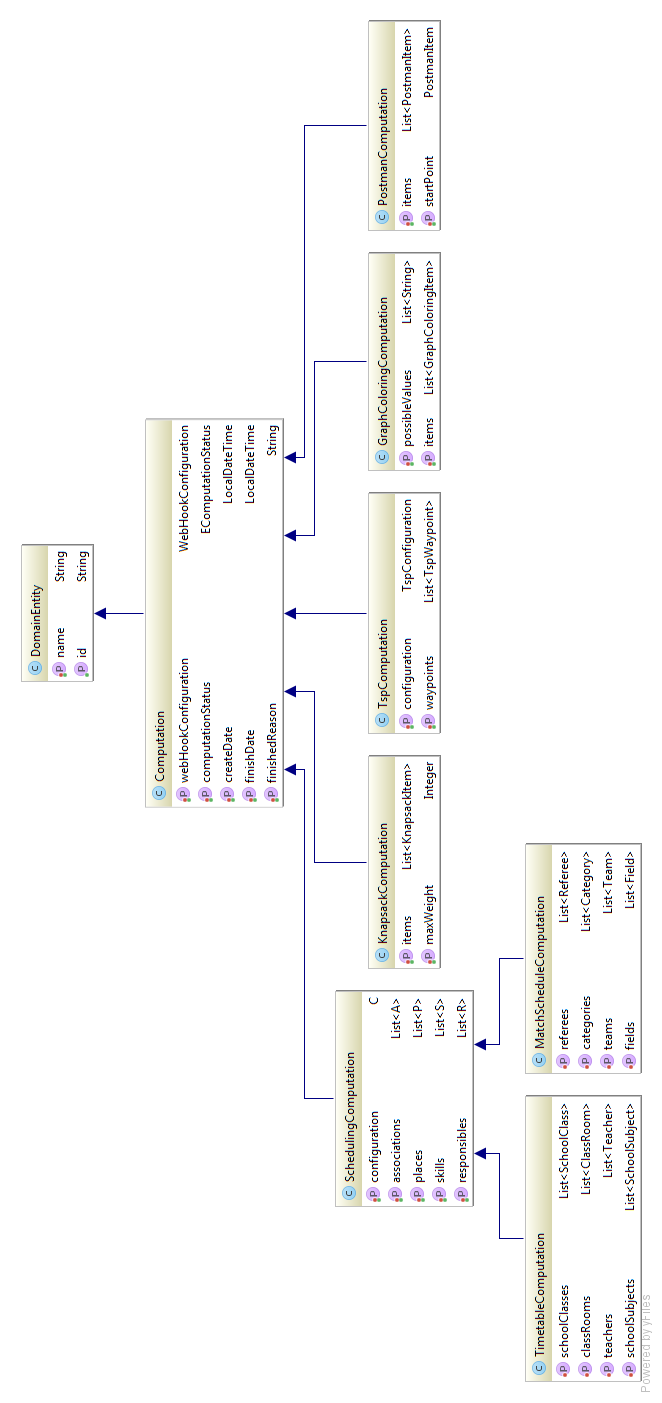 DomainEntity
name String
id String
Computation
webHookConfiguration WebHookConfiguration
computationStatus EComputationStatus
createDate LocalDateTime
finishDate LocalDateTime
finishedReason String
SchedulingComputation
configuration C
associations List<A>
places List<P>
skills List<S>
responsibles List<R>
KnapsackComputation
items List<KnapsackItem>
maxWeight Integer
TspComputation
configuration TspConfiguration
waypoints List<TspWaypoint>
GraphColoringComputation
possibleValues List<String>
items List<GraphColoringItem>
PostmanComputation
items List<PostmanItem>
startPoint PostmanItem
TimetableComputation
schoolClasses List<SchoolClass>
classRooms List<ClassRoom>
teachers List<Teacher>
schoolSubjects List<SchoolSubject>
MatchScheduleComputation
referees List<Referee>
categories List<Category>
teams List<Team>
fields List<Field>
Powered by yFiles